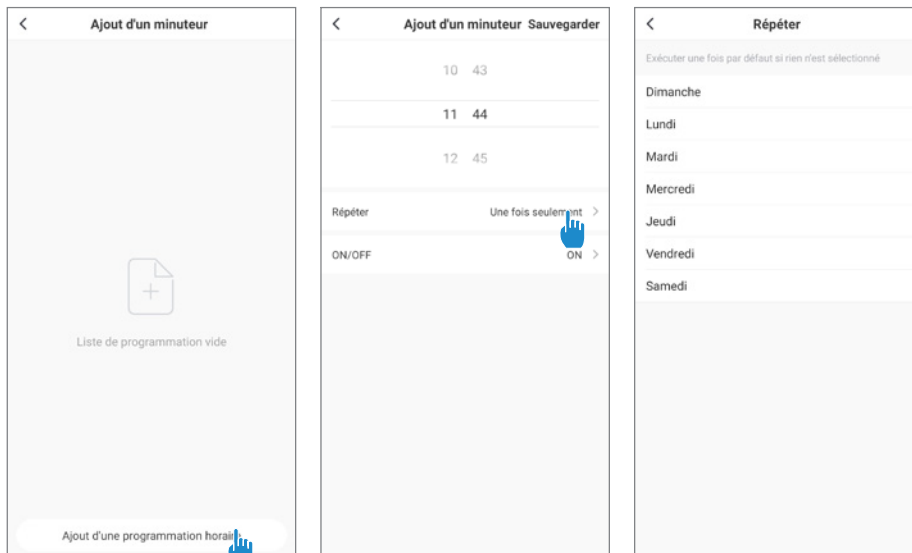 Ajout d'un minuteur
Liste de programmation vide
Ajout d'une programmation horaire
Ajout d'un minuteur Sauvegarder
10 43
11 44
12 45
Répéter Une fois seulement
ON/OFF ON
Répéter
Exécuter une fois par défaut si rien n'est sélectionné
Dimanche
Lundi
Mardi
Mercredi
Jeudi
Vendredi
Samedi